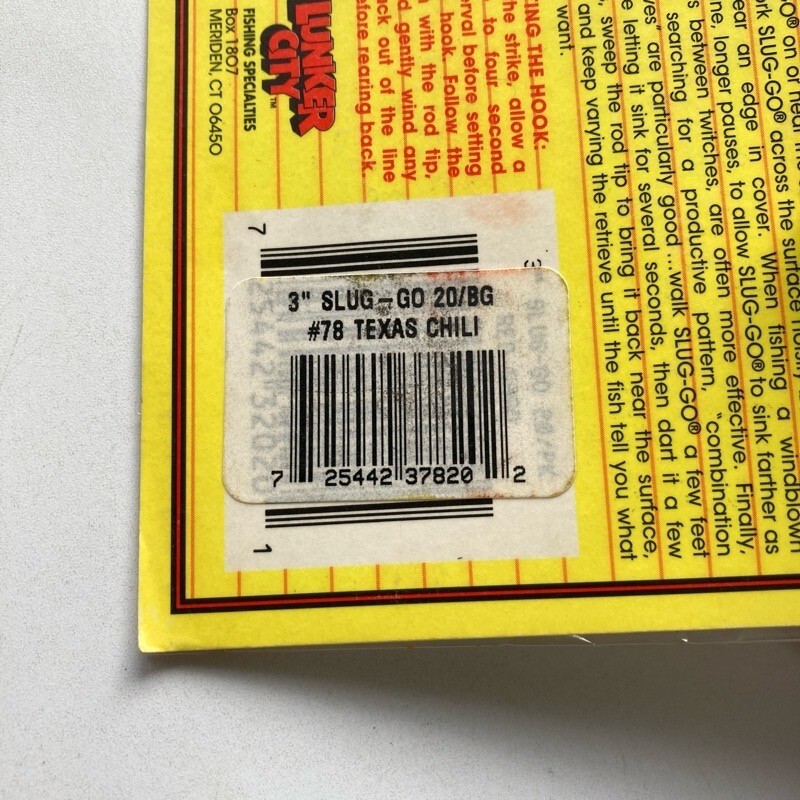 GO® on or near the
ork SLUG-GO® across the surface noisily
ear an edge in cover. When fishing a windblown
ne, longer pauses, to allow SLUG-GO® to sink farther as
s between twitches, are often more effective. Finally,
searching for a productive pattern, “combination
ves” are particularly good ...walk SLUG-GO® a few feet
e letting it sink for several seconds, then dart it a few
, sweep the rod tip to bring it back near the surface,
and keep varying the retrieve until the fish tell you what
want.
ING THE HOOK:
he strike, allow a
to four second
rval before setting
hook. Follow the
with the rod tip,
d gently wind any
ack out of the line
efore rearing back.
LUNKER
CITY™
FISHING SPECIALTIES
Box 1807
MERIDEN, CT 06450
3" SLUG-GO 20/BG
#78 TEXAS CHILI
7 25442 37820 2
7 25442 32020 1